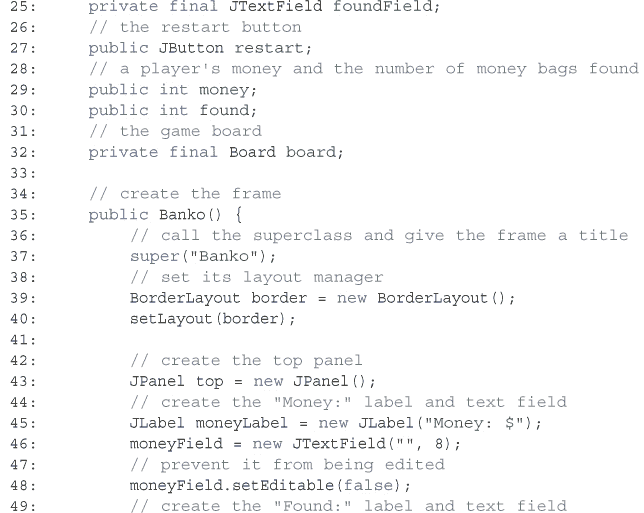 25:     private final JTextField foundField;
26:     // the restart button
27:     public JButton restart;
28:     // a player's money and the number of money bags found
29:     public int money;
30:     public int found;
31:     // the game board
32:     private final Board board;
33:
34:     // create the frame
35:     public Banko() {
36:         // call the superclass and give the frame a title
37:         super("Banko");
38:         // set its layout manager
39:         BorderLayout border = new BorderLayout();
40:         setLayout(border);
41:
42:         // create the top panel
43:         JPanel top = new JPanel();
44:         // create the "Money:" label and text field
45:         JLabel moneyLabel = new JLabel("Money: $");
46:         moneyField = new JTextField("", 8);
47:         // prevent it from being edited
48:         moneyField.setEditable(false);
49:         // create the "Found:" label and text field